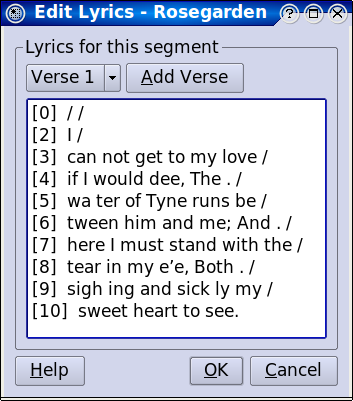 Edit Lyrics - Rosegarden
Lyrics for this segment
Verse 1 Add Verse
[0] / /
[2] I /
[3] can not get to my love /
[4] if I would dee, The . /
[5] wa ter of Tyne runs be /
[6] tween him and me; And . /
[7] here I must stand with the /
[8] tear in my e’e, Both . /
[9] sigh ing and sick ly my /
[10] sweet heart to see.
Help OK Cancel